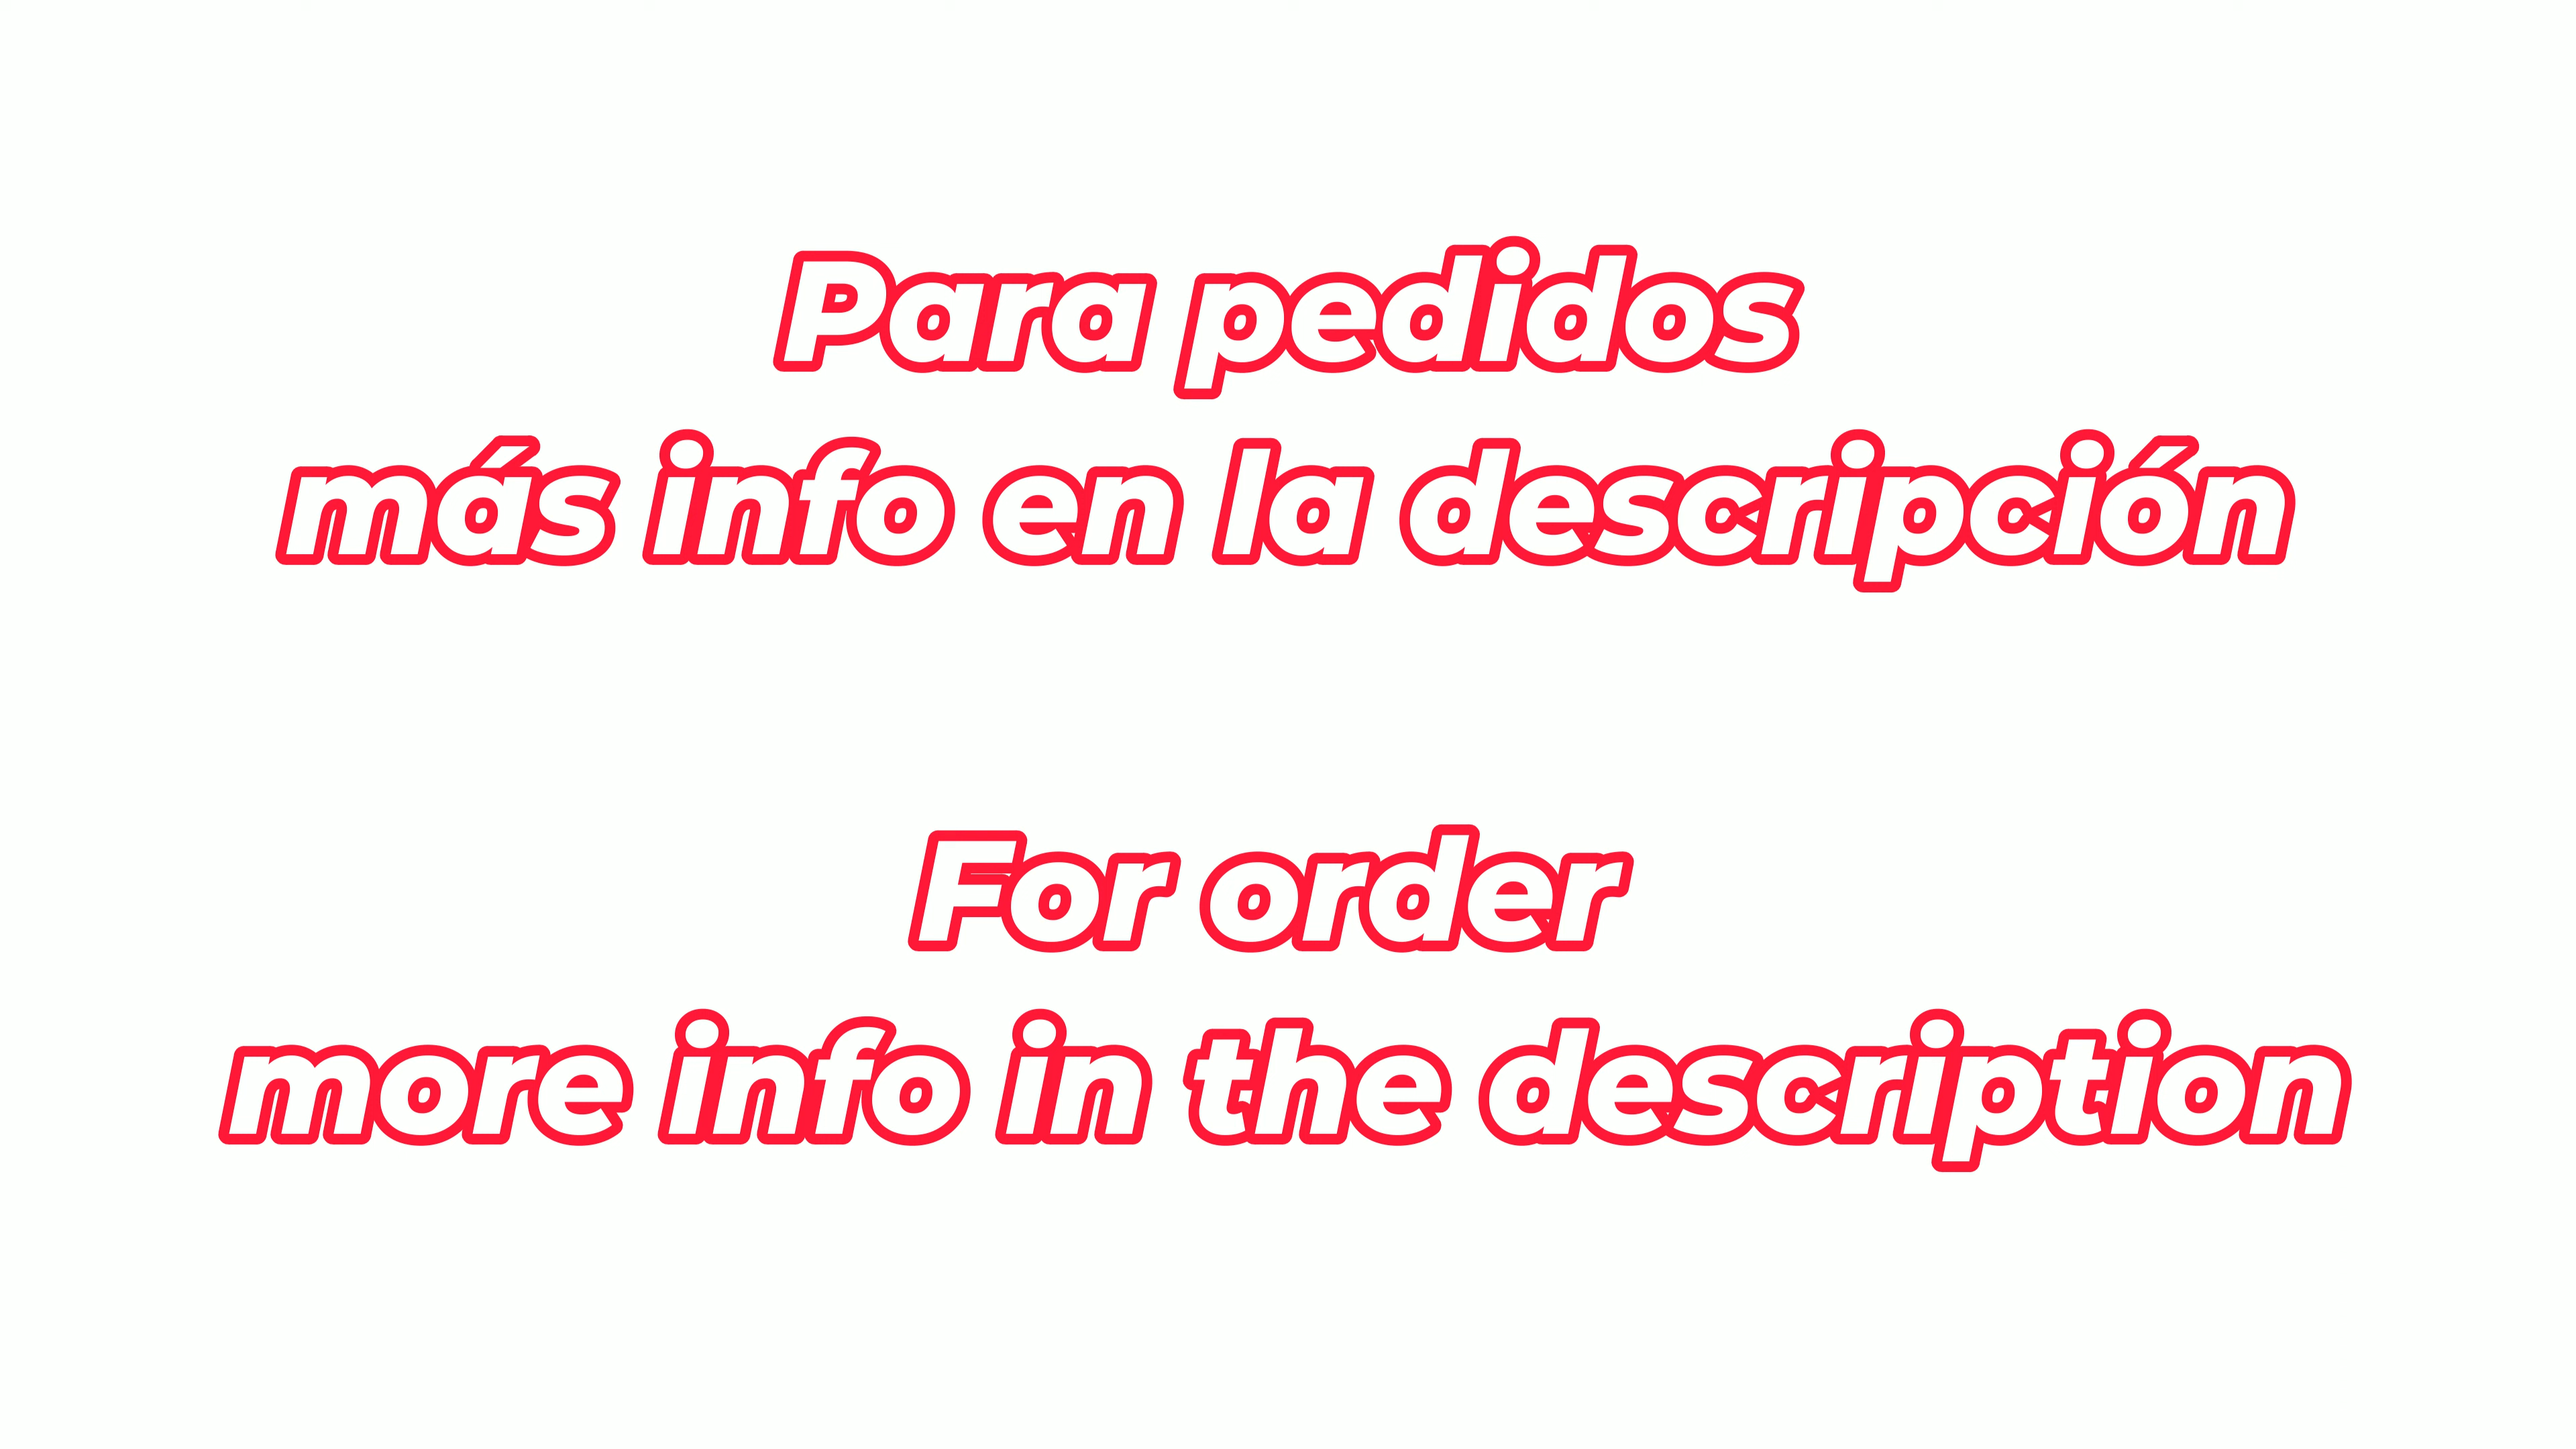 Para pedidos
más info en la descripción
For order
more info in the description